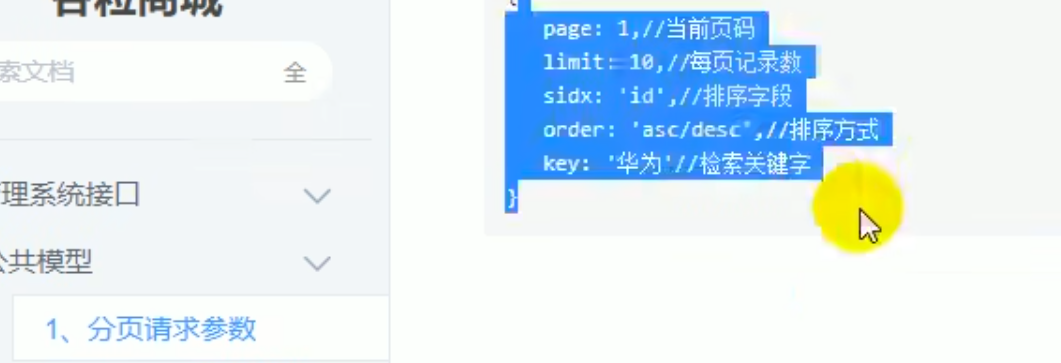 谷粒商城
索文档
全
理系统接口
公共模型
1、分页请求参数
{
page: 1,//当前页码
limit: 10,//每页记录数
sidx: 'id',//排序字段
order: 'asc/desc',//排序方式
key: '华为'//检索关键字
}